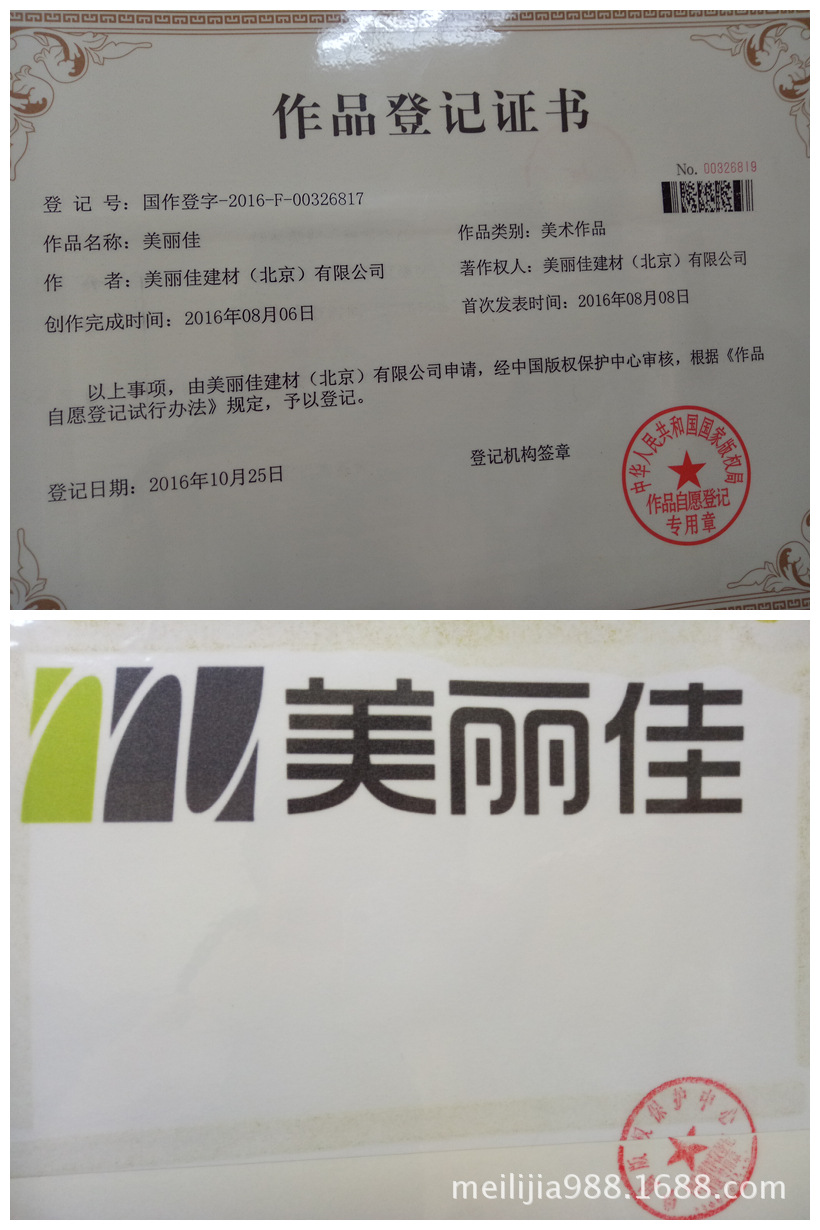 作品登记证书
No. 00326819
登 记 号：国作登字-2016-F-00326817
作品名称：美丽佳
作品类别：美术作品
作 者：美丽佳建材（北京）有限公司
著作权人：美丽佳建材（北京）有限公司
创作完成时间：2016年08月06日
首次发表时间：2016年08月08日
以上事项，由美丽佳建材（北京）有限公司申请，经中国版权保护中心审核，根据《作品
自愿登记试行办法》规定，予以登记。
登记日期：2016年10月25日
登记机构签章
中华人民共和国国家版权局
作品自愿登记
专用章
美丽佳
版权保护中心
meilijia988.1688.com